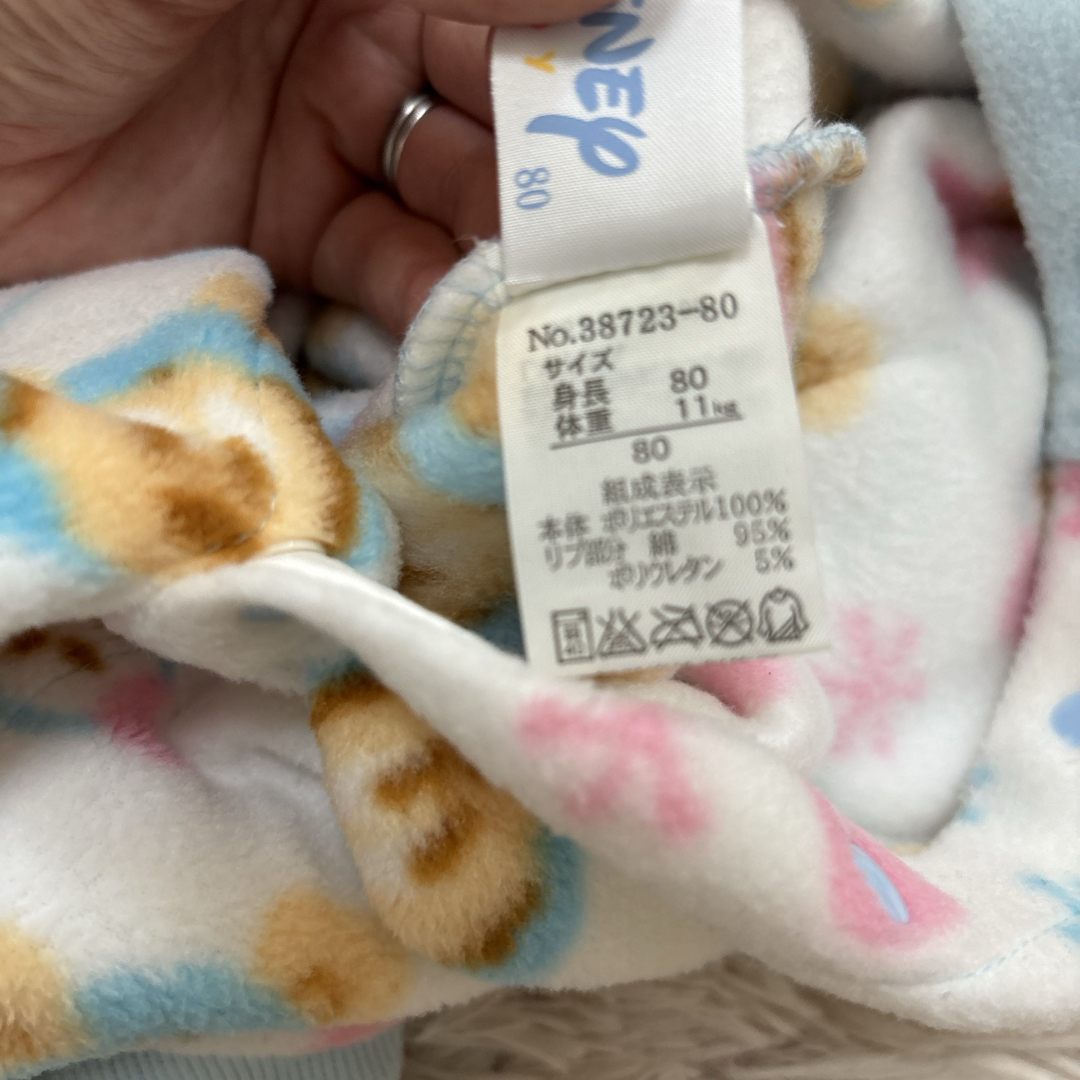 NEY
Y
80
No.38723-80
サイズ
身長 80
体重 11kg
80
組成表示
本体 ポリエステル100%
リブ部分 綿 95%
ポリウレタン 5%